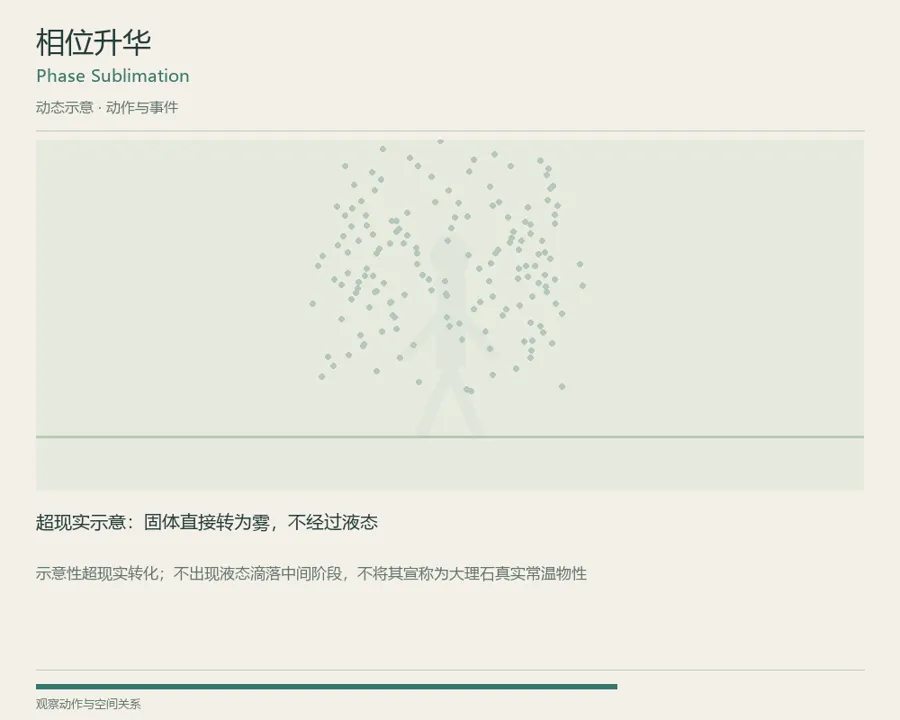 相位升华
Phase Sublimation
动态示意 · 动作与事件
超现实示意：固体直接转为雾，不经过液态
示意性超现实转化；不出现液态滴落中间阶段，不将其宣称为大理石真实常温物性
观察动作与空间关系